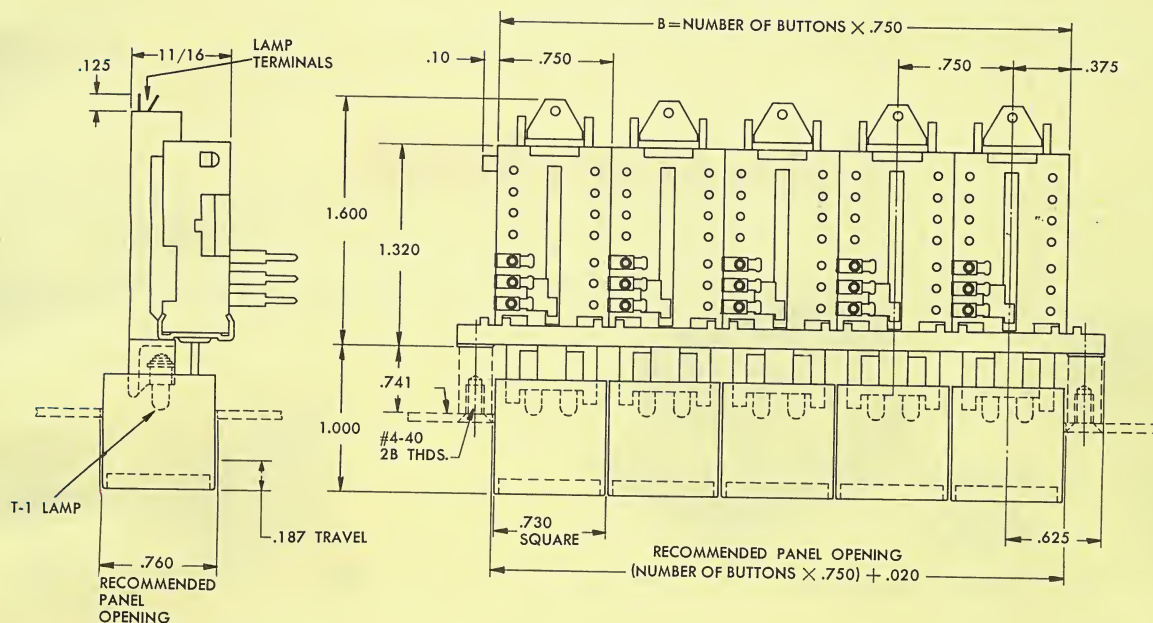 B=NUMBER OF BUTTONS × .750
11/16
LAMP
TERMINALS
.125
.10
.750
.750
.375
1.600
1.320
.741
1.000
#4-40
2B THDS.
T-1 LAMP
.187 TRAVEL
.730
SQUARE
.625
.760
RECOMMENDED
PANEL
OPENING
RECOMMENDED PANEL OPENING
(NUMBER OF BUTTONS × .750) + .020